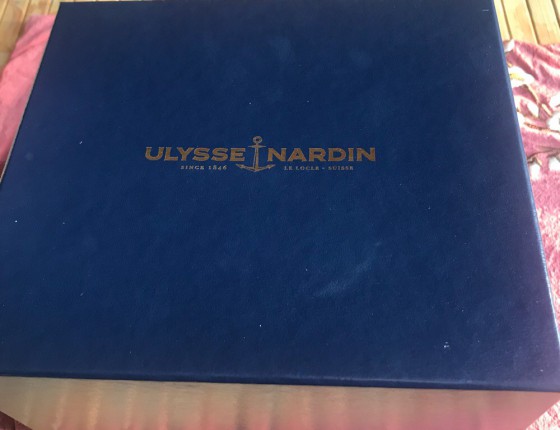 ULYSSE NARDIN
SINCE 1846 LE LOCLE - SUISSE